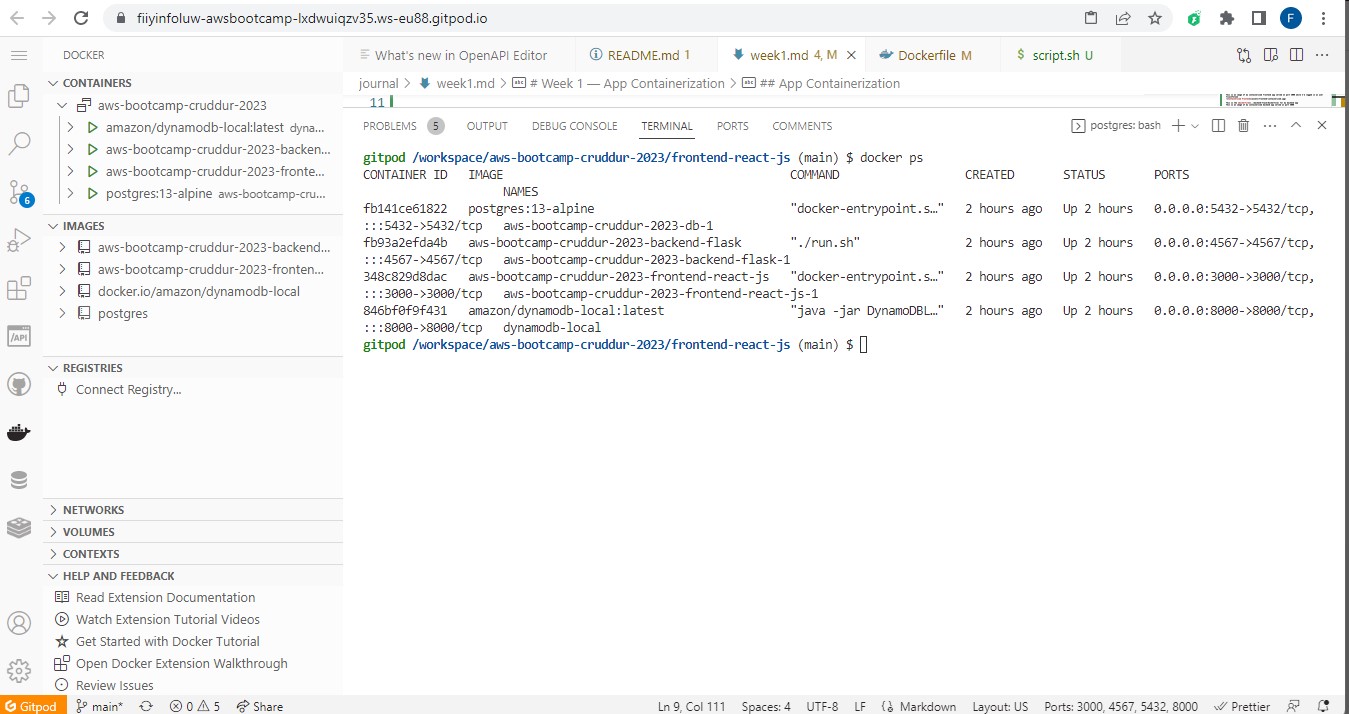 fiiyinfoluw-awsbootcamp-lxdwuiqzv35.ws-eu88.gitpod.io
F
DOCKER
What's new in OpenAPI Editor
README.md 1
week1.md 4, M
Dockerfile M
$ script.sh U
journal > week1.md > # Week 1 — App Containerization > ## App Containerization
11
CONTAINERS
aws-bootcamp-cruddur-2023
amazon/dynamodb-local:latest dyna...
aws-bootcamp-cruddur-2023-backen...
aws-bootcamp-cruddur-2023-fronte...
postgres:13-alpine aws-bootcamp-cru...
IMAGES
aws-bootcamp-cruddur-2023-backend...
aws-bootcamp-cruddur-2023-fronten...
docker.io/amazon/dynamodb-local
postgres
REGISTRIES
Connect Registry...
NETWORKS
VOLUMES
CONTEXTS
HELP AND FEEDBACK
Read Extension Documentation
Watch Extension Tutorial Videos
Get Started with Docker Tutorial
Open Docker Extension Walkthrough
Review Issues
6
/API
PROBLEMS 5 OUTPUT DEBUG CONSOLE TERMINAL PORTS COMMENTS
postgres: bash
gitpod /workspace/aws-bootcamp-cruddur-2023/frontend-react-js (main) $ docker ps
CONTAINER ID IMAGE COMMAND CREATED STATUS PORTS
NAMES
fb141ce61822 postgres:13-alpine "docker-entrypoint.s…" 2 hours ago Up 2 hours 0.0.0.0:5432->5432/tcp,
:::5432->5432/tcp aws-bootcamp-cruddur-2023-db-1
fb93a2efda4b aws-bootcamp-cruddur-2023-backend-flask "./run.sh" 2 hours ago Up 2 hours 0.0.0.0:4567->4567/tcp,
:::4567->4567/tcp aws-bootcamp-cruddur-2023-backend-flask-1
348c829d8dac aws-bootcamp-cruddur-2023-frontend-react-js "docker-entrypoint.s…" 2 hours ago Up 2 hours 0.0.0.0:3000->3000/tcp,
:::3000->3000/tcp aws-bootcamp-cruddur-2023-frontend-react-js-1
846bf0f9f431 amazon/dynamodb-local:latest "java -jar DynamoDBL…" 2 hours ago Up 2 hours 0.0.0.0:8000->8000/tcp,
:::8000->8000/tcp dynamodb-local
gitpod /workspace/aws-bootcamp-cruddur-2023/frontend-react-js (main) $
Gitpod main* 0 5 Share Ln 9, Col 111 Spaces: 4 UTF-8 LF Markdown Layout: US Ports: 3000, 4567, 5432, 8000 Prettier